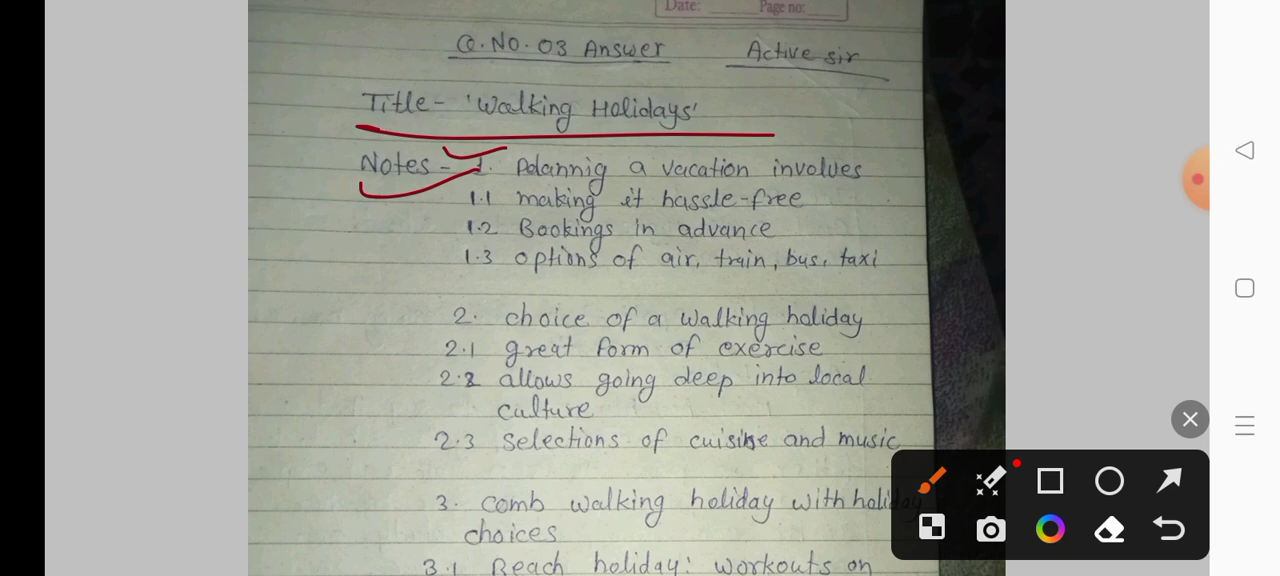 Date: Page no:
Q.No.03 Answer Active sir
Title- 'Walking Holidays'
Notes - 1. Pdannig a vacation involves
1.1 making it hassle-free
1.2 Bookings in advance
1.3 options of air, train, bus, taxi
2. choice of a walking holiday
2.1 great form of exercise
2.2 allows going deep into local
culture
2.3 selections of cuisine and music
3. comb walking holiday with holiday
choices
3.1 Beach holiday: workouts on